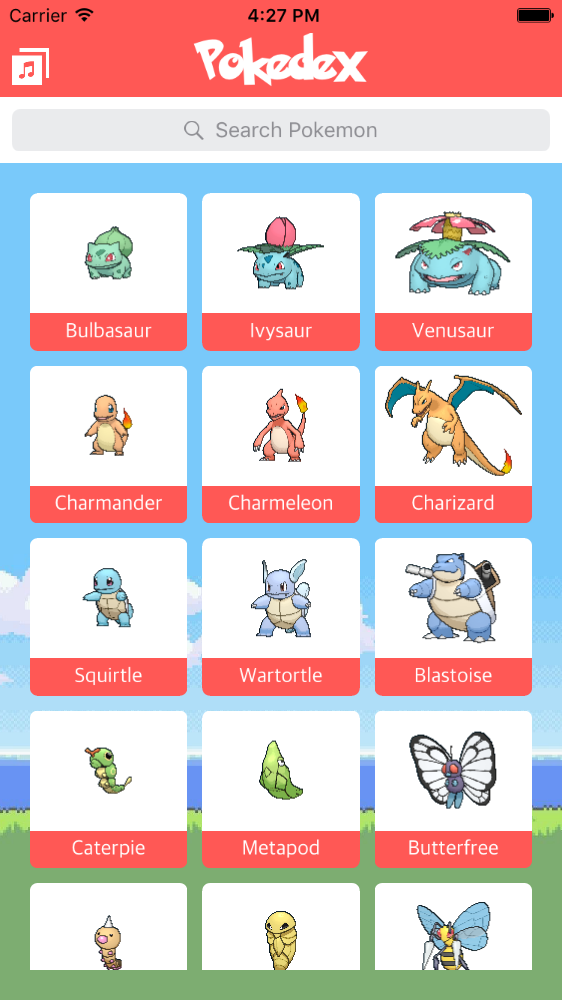 Carrier 4:27 PM
Pokedex
Search Pokemon
Bulbasaur Ivysaur Venusaur
Charmander Charmeleon Charizard
Squirtle Wartortle Blastoise
Caterpie Metapod Butterfree